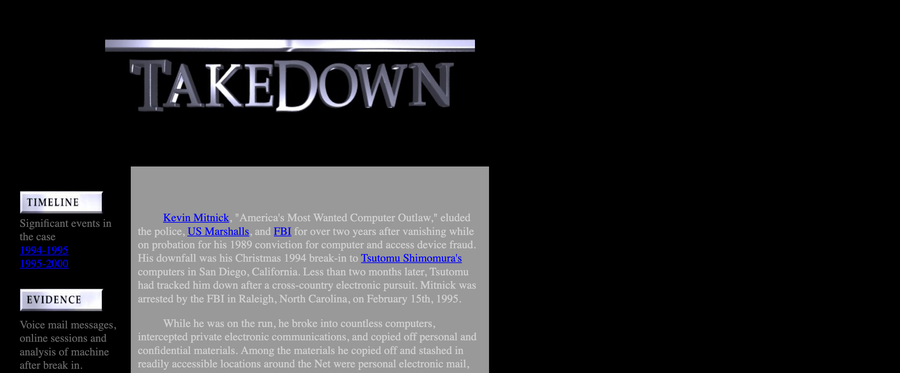 TAKEDOWN
TIMELINE
Significant events in
the case
1994-1995
1995-2000
EVIDENCE
Voice mail messages,
online sessions and
analysis of machine
after break in.
Kevin Mitnick, "America's Most Wanted Computer Outlaw," eluded
the police, US Marshalls, and FBI for over two years after vanishing while
on probation for his 1989 conviction for computer and access device fraud.
His downfall was his Christmas 1994 break-in to Tsutomu Shimomura's
computers in San Diego, California. Less than two months later, Tsutomu
had tracked him down after a cross-country electronic pursuit. Mitnick was
arrested by the FBI in Raleigh, North Carolina, on February 15th, 1995.
While he was on the run, he broke into countless computers,
intercepted private electronic communications, and copied off personal and
confidential materials. Among the materials he copied off and stashed in
readily accessible locations around the Net were personal electronic mail,